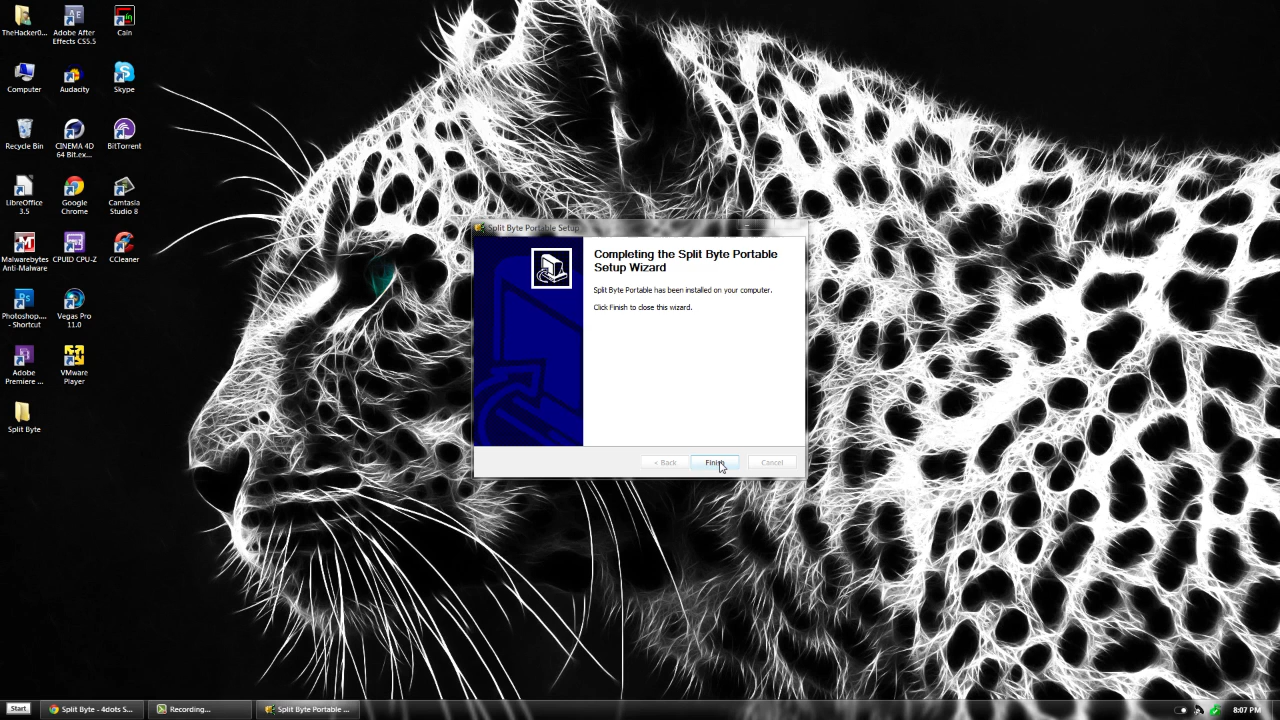 TheHacker0...
Adobe After
Effects CS5.5
Cain
Computer
Audacity
Skype
Recycle Bin
CINEMA 4D
64 Bit.ex...
BitTorrent
LibreOffice
3.5
Google
Chrome
Camtasia
Studio 8
Malwarebytes
Anti-Malware
CPUID CPU-Z
CCleaner
Photoshop....
- Shortcut
Vegas Pro
11.0
Adobe
Premiere ...
VMware
Player
Split Byte
Split Byte Portable Setup
Completing the Split Byte Portable
Setup Wizard
Split Byte Portable has been installed on your computer.
Click Finish to close this wizard.
< Back
Finish
Cancel
Start
Split Byte - 4dots S...
Recording...
Split Byte Portable ...
8:07 PM